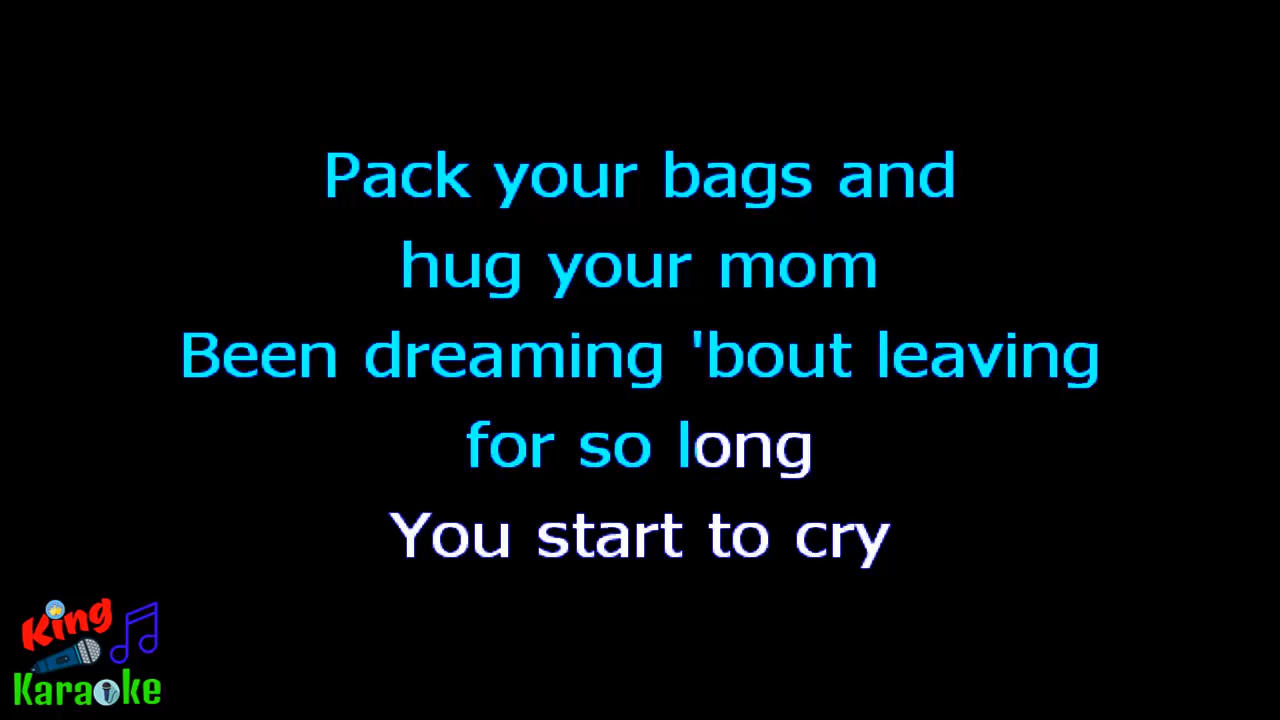 Pack your bags and
hug your mom
Been dreaming 'bout leaving
for so long
You start to cry
King
Karaoke